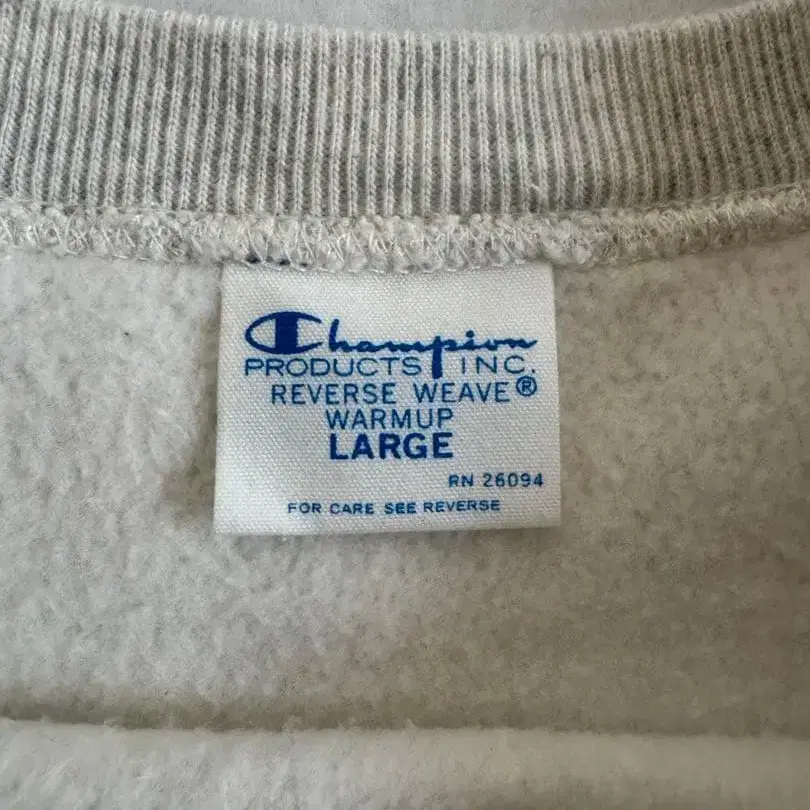 Champion
PRODUCTS INC.
REVERSE WEAVE®
WARMUP
LARGE
RN 26094
FOR CARE SEE REVERSE